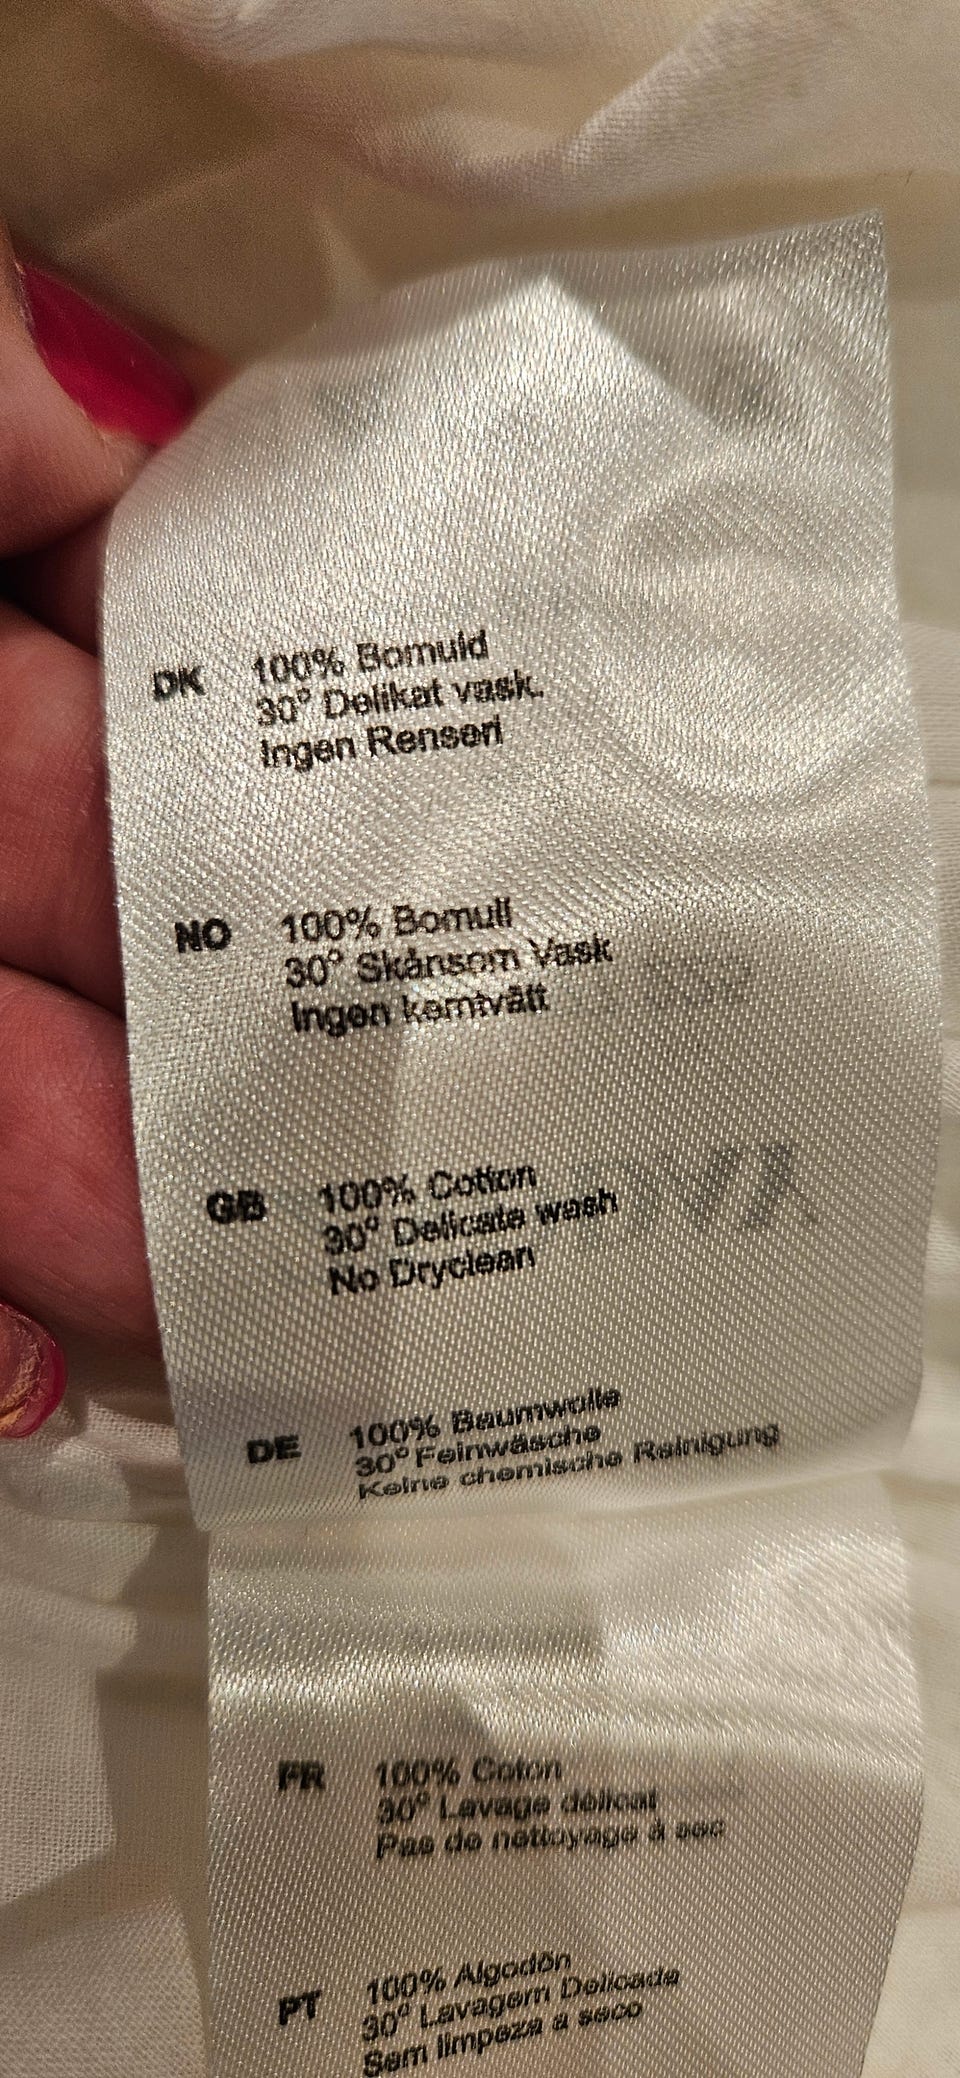 DK 100% Bomuld
30° Delikat vask.
Ingen Renseri
NO 100% Bomull
30° Skånsom Vask
Ingen kemtvätt
GB 100% Cotton
30° Delicate wash
No Dryclean
DE 100% Baumwolle
30° Feinwäsche
Keine chemische Reinigung
FR 100% Coton
30° Lavage délicat
Pas de nettoyage à sec
PT 100% Algodón
30° Lavagem Delicada
Sem limpeza a seco